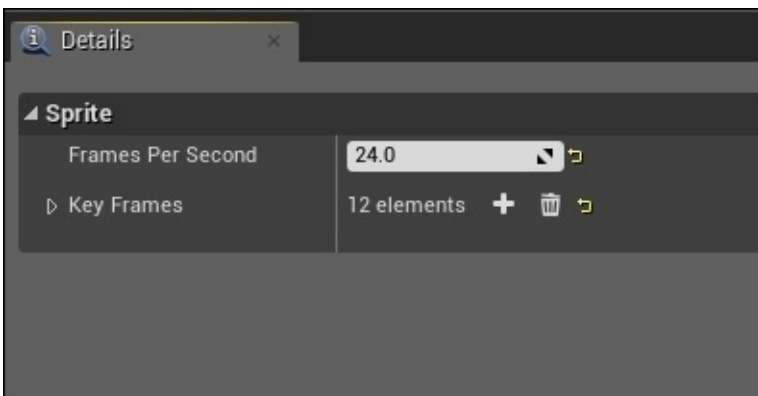 Details
Sprite
Frames Per Second 24.0
Key Frames 12 elements